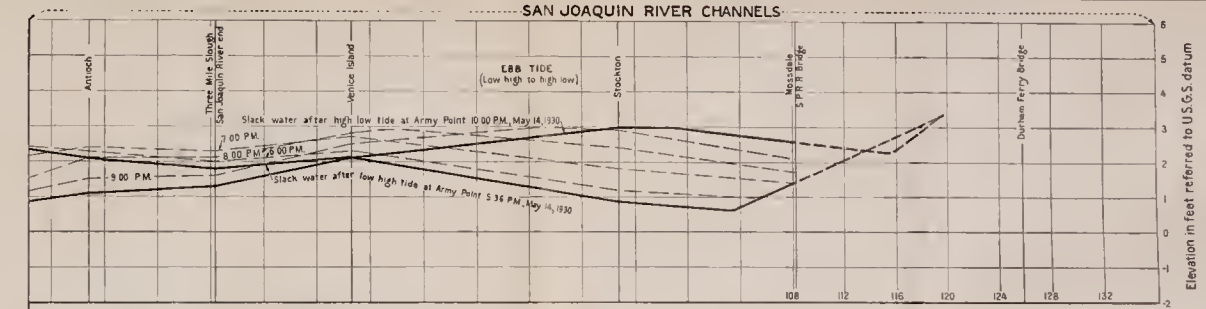 SAN JOAQUIN RIVER CHANNELS
Antioch
Three Mile Slough
San Joaquin River end
Venice Island
EBB TIDE
(Low high to high low)
Stockton
Mossdale
S.P.R.R. Bridge
Durham Ferry Bridge
Slack water after high low tide at Army Point 10:00 P.M., May 14, 1930
7:00 P.M.
8:00 P.M.
6:00 P.M.
9:00 P.M.
Slack water after low high tide at Army Point 5:36 P.M., May 14, 1930
6
5
4
3
2
1
0
-1
-2
Elevation in feet referred to U.S.G.S. datum
108 112 116 120 124 128 132